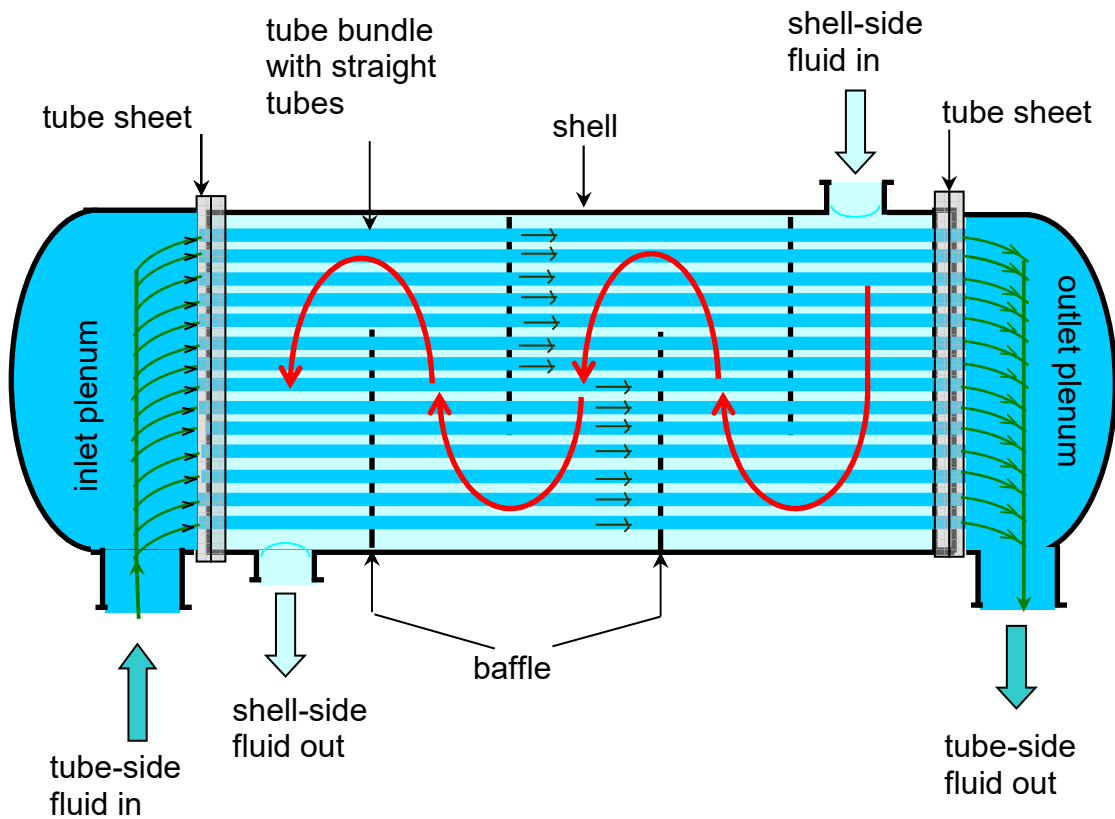 tube bundle
with straight
tubes
shell-side
fluid in
tube sheet
shell
tube sheet
inlet plenum
outlet plenum
baffle
shell-side
fluid out
tube-side
fluid in
tube-side
fluid out